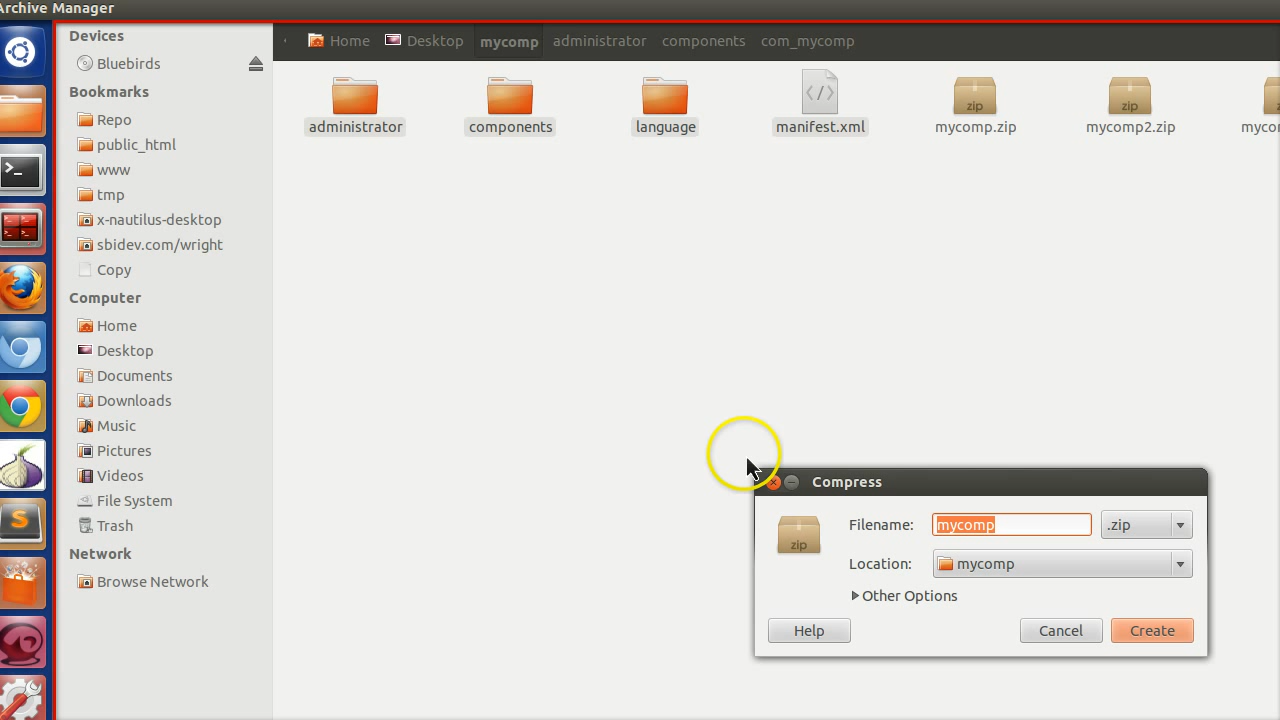 Archive Manager
Devices
Bluebirds
Bookmarks
Repo
public_html
www
tmp
x-nautilus-desktop
sbidev.com/wright
Copy
Computer
Home
Desktop
Documents
Downloads
Music
Pictures
Videos
File System
Trash
Network
Browse Network
Home Desktop mycomp administrator components com_mycomp
zip zip
administrator components language manifest.xml mycomp.zip mycomp2.zip
Compress
Filename: mycomp .zip
zip
Location: mycomp
Other Options
Help Cancel Create